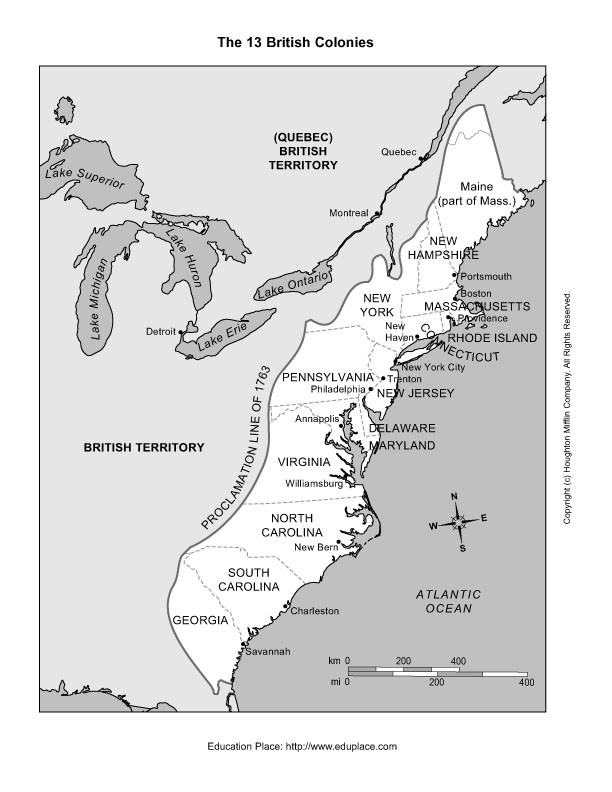 The 13 British Colonies
(QUEBEC)
BRITISH
TERRITORY
Quebec
Lake Superior
Maine
(part of Mass.)
Montreal
NEW
HAMPSHIRE
Lake Huron
Lake Michigan
Lake Ontario
Portsmouth
Boston
NEW
YORK
MASSACHUSETTS
Providence
Detroit
Lake Erie
New
Haven
RHODE ISLAND
CONNECTICUT
New York City
PENNSYLVANIA
Trenton
Philadelphia
NEW JERSEY
PROCLAMATION LINE OF 1763
Annapolis
DELAWARE
MARYLAND
BRITISH TERRITORY
VIRGINIA
Williamsburg
N
W
E
S
NORTH
CAROLINA
New Bern
SOUTH
CAROLINA
ATLANTIC
OCEAN
Charleston
GEORGIA
Savannah
km 0 200 400
mi 0 200 400
Copyright (c) Houghton Mifflin Company. All Rights Reserved.
Education Place: http://www.eduplace.com